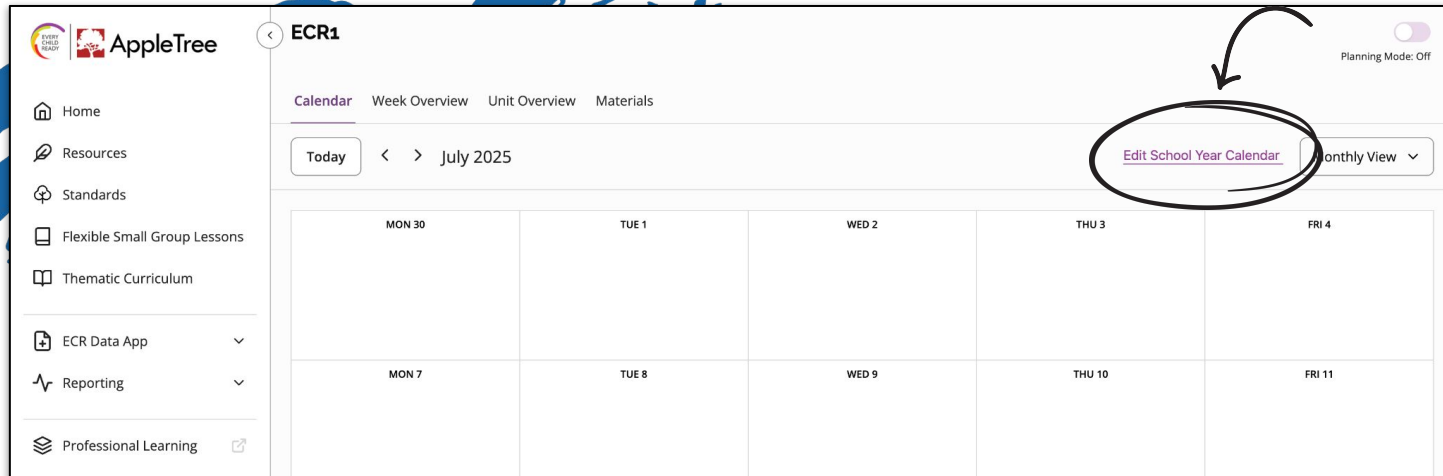 EVERY
CHILD
READY
AppleTree
Home
Resources
Standards
Flexible Small Group Lessons
Thematic Curriculum
ECR Data App
Reporting
Professional Learning
ECR1
Planning Mode: Off
Calendar Week Overview Unit Overview Materials
Today July 2025 Edit School Year Calendar onthly View
MON 30 TUE 1 WED 2 THU 3 FRI 4
MON 7 TUE 8 WED 9 THU 10 FRI 11